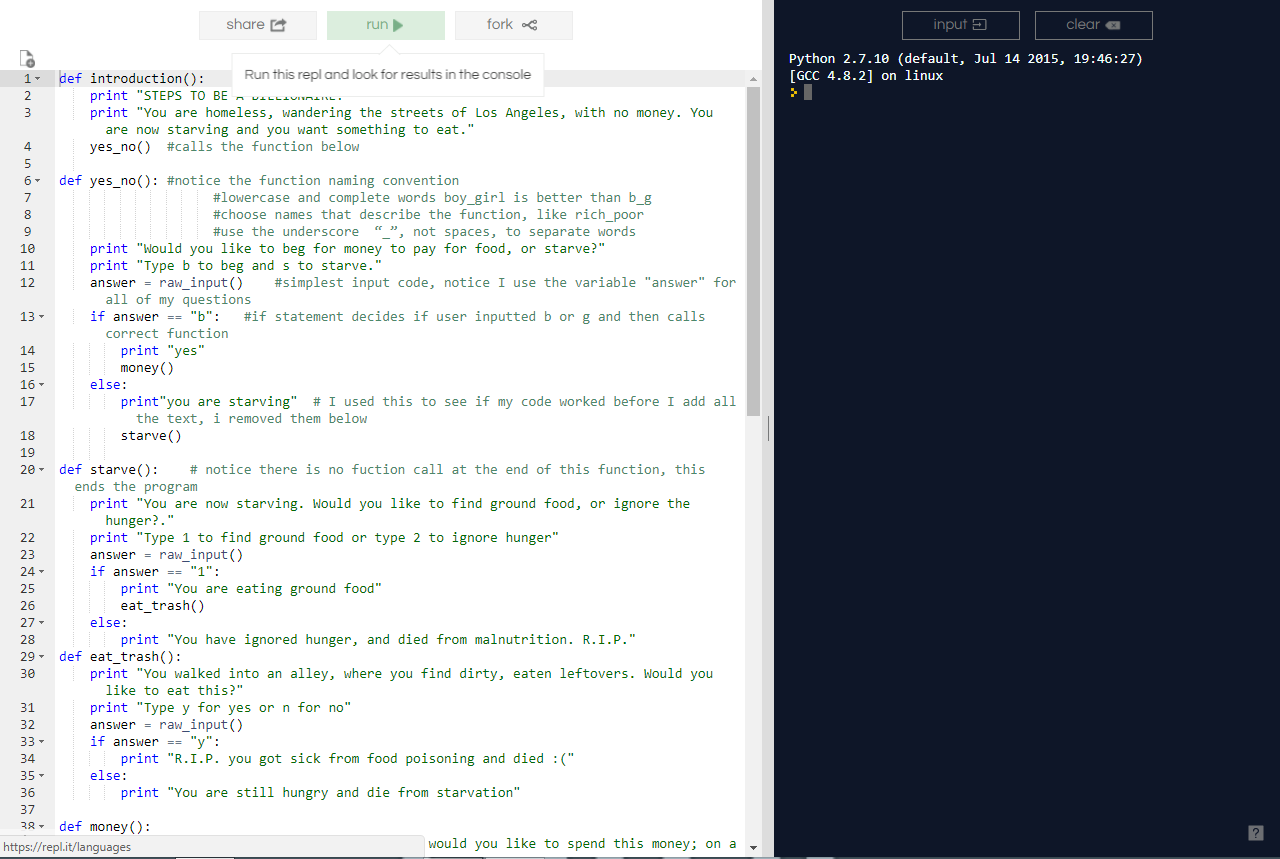 share
run
fork
input
clear
Run this repl and look for results in the console
Python 2.7.10 (default, Jul 14 2015, 19:46:27)
[GCC 4.8.2] on linux
1 def introduction():
2 print "STEPS TO BE A BILLIONAIRE.
3 print "You are homeless, wandering the streets of Los Angeles, with no money. You
are now starving and you want something to eat."
4 yes_no()  #calls the function below
5
6 def yes_no(): #notice the function naming convention
7 #lowercase and complete words boy_girl is better than b_g
8 #choose names that describe the function, like rich_poor
9 #use the underscore “_”, not spaces, to separate words
10 print "Would you like to beg for money to pay for food, or starve?"
11 print "Type b to beg and s to starve."
12 answer = raw_input()    #simplest input code, notice I use the variable "answer" for
all of my questions
13 if answer == "b":   #if statement decides if user inputted b or g and then calls
correct function
14 print "yes"
15 money()
16 else:
17 print"you are starving"  # I used this to see if my code worked before I add all
the text, i removed them below
18 starve()
19
20 def starve():    # notice there is no fuction call at the end of this function, this
ends the program
21 print "You are now starving. Would you like to find ground food, or ignore the
hunger?."
22 print "Type 1 to find ground food or type 2 to ignore hunger"
23 answer = raw_input()
24 if answer == "1":
25 print "You are eating ground food"
26 eat_trash()
27 else:
28 print "You have ignored hunger, and died from malnutrition. R.I.P."
29 def eat_trash():
30 print "You walked into an alley, where you find dirty, eaten leftovers. Would you
like to eat this?"
31 print "Type y for yes or n for no"
32 answer = raw_input()
33 if answer == "y":
34 print "R.I.P. you got sick from food poisoning and died :("
35 else:
36 print "You are still hungry and die from starvation"
37
38 def money():
would you like to spend this money; on a
https://repl.it/languages
?